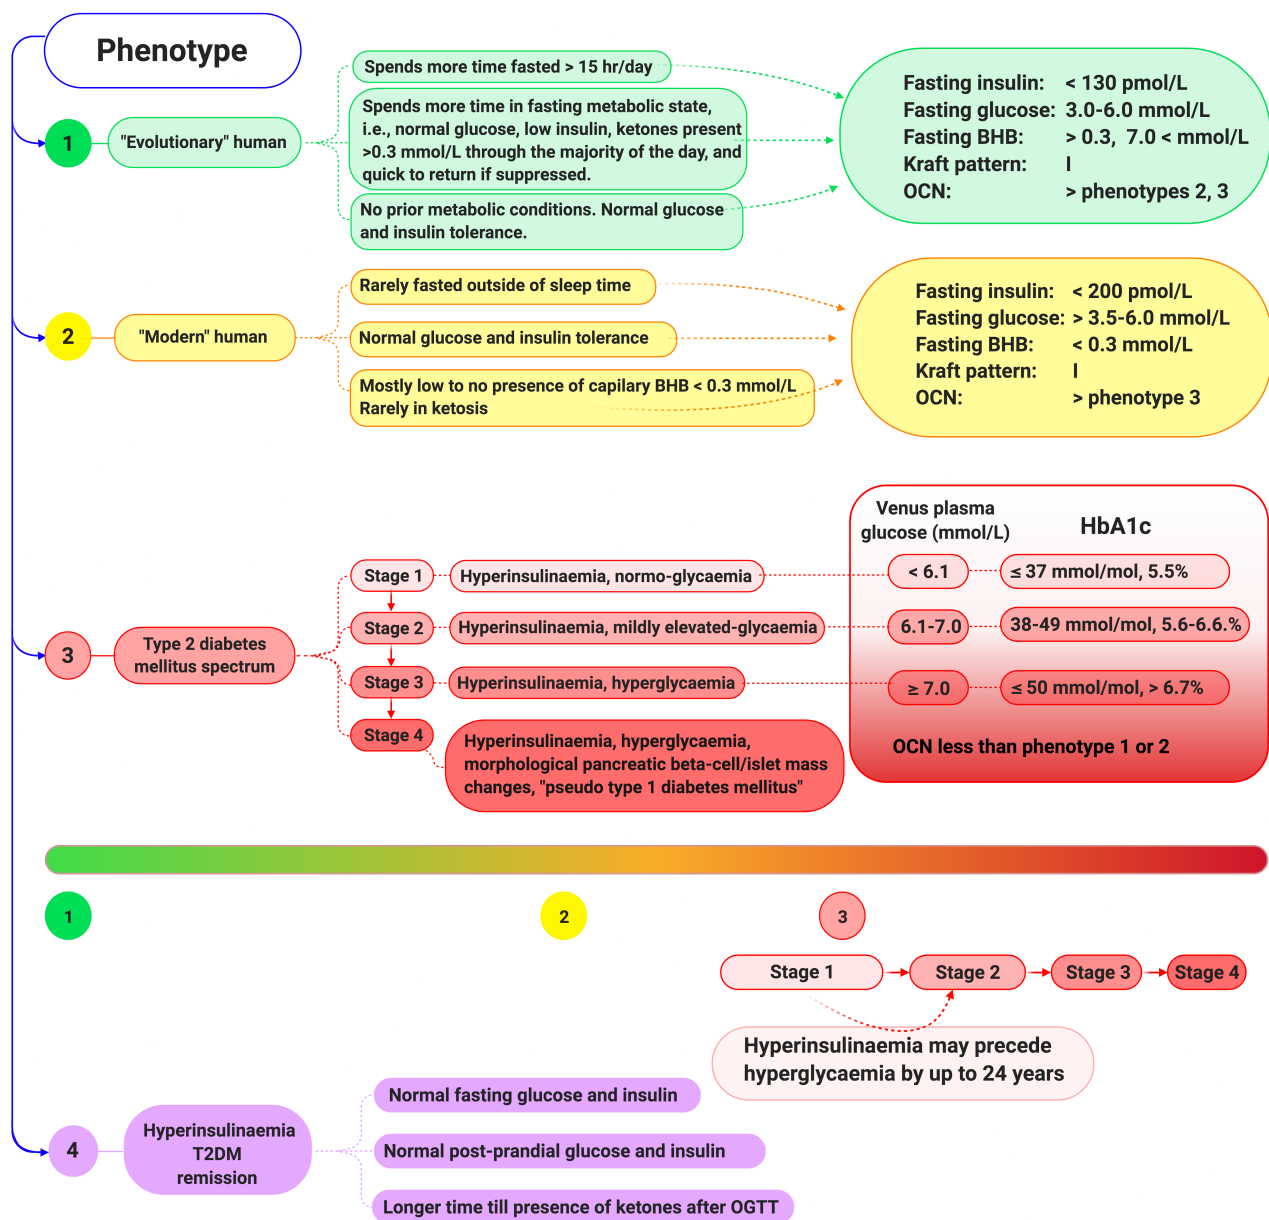 Phenotype
1
"Evolutionary" human
Spends more time fasted > 15 hr/day
Spends more time in fasting metabolic state,
i.e., normal glucose, low insulin, ketones present
>0.3 mmol/L through the majority of the day, and
quick to return if suppressed.
No prior metabolic conditions. Normal glucose
and insulin tolerance.
Fasting insulin: < 130 pmol/L
Fasting glucose: 3.0-6.0 mmol/L
Fasting BHB: > 0.3, 7.0 < mmol/L
Kraft pattern: I
OCN: > phenotypes 2, 3
2
"Modern" human
Rarely fasted outside of sleep time
Normal glucose and insulin tolerance
Mostly low to no presence of capilary BHB < 0.3 mmol/L
Rarely in ketosis
Fasting insulin: < 200 pmol/L
Fasting glucose: > 3.5-6.0 mmol/L
Fasting BHB: < 0.3 mmol/L
Kraft pattern: I
OCN: > phenotype 3
3
Type 2 diabetes
mellitus spectrum
Venus plasma
glucose (mmol/L)
HbA1c
Stage 1 Hyperinsulinaemia, normo-glycaemia < 6.1 ≤ 37 mmol/mol, 5.5%
Stage 2 Hyperinsulinaemia, mildly elevated-glycaemia 6.1-7.0 38-49 mmol/mol, 5.6-6.6.%
Stage 3 Hyperinsulinaemia, hyperglycaemia ≥ 7.0 ≤ 50 mmol/mol, > 6.7%
Stage 4
Hyperinsulinaemia, hyperglycaemia,
morphological pancreatic beta-cell/islet mass
changes, "pseudo type 1 diabetes mellitus"
OCN less than phenotype 1 or 2
1 2 3
Stage 1 Stage 2 Stage 3 Stage 4
Hyperinsulinaemia may precede
hyperglycaemia by up to 24 years
4
Hyperinsulinaemia
T2DM
remission
Normal fasting glucose and insulin
Normal post-prandial glucose and insulin
Longer time till presence of ketones after OGTT